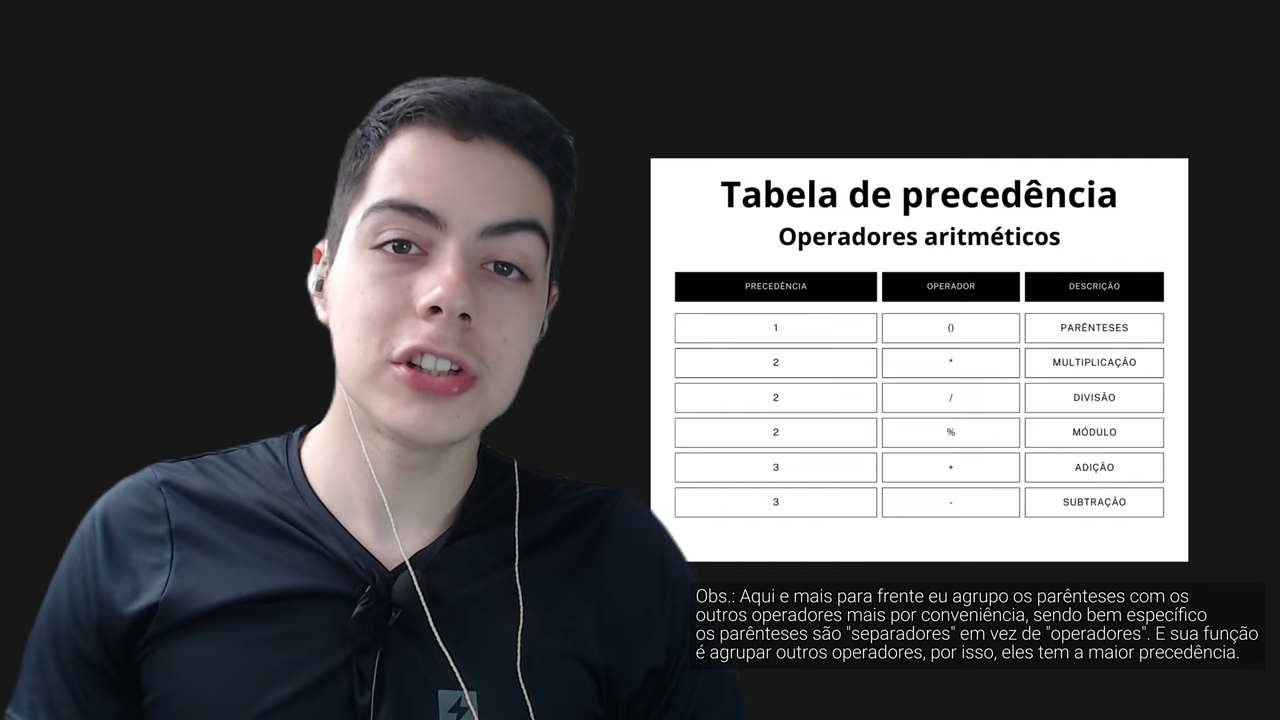 Tabela de precedência
Operadores aritméticos
PRECEDÊNCIA OPERADOR DESCRIÇÃO
1 () PARÊNTESES
2 * MULTIPLICAÇÃO
2 / DIVISÃO
2 % MÓDULO
3 + ADIÇÃO
3 - SUBTRAÇÃO
Obs.: Aqui e mais para frente eu agrupo os parênteses com os
outros operadores mais por conveniência, sendo bem específico
os parênteses são "separadores" em vez de "operadores". E sua função
é agrupar outros operadores, por isso, eles tem a maior precedência.